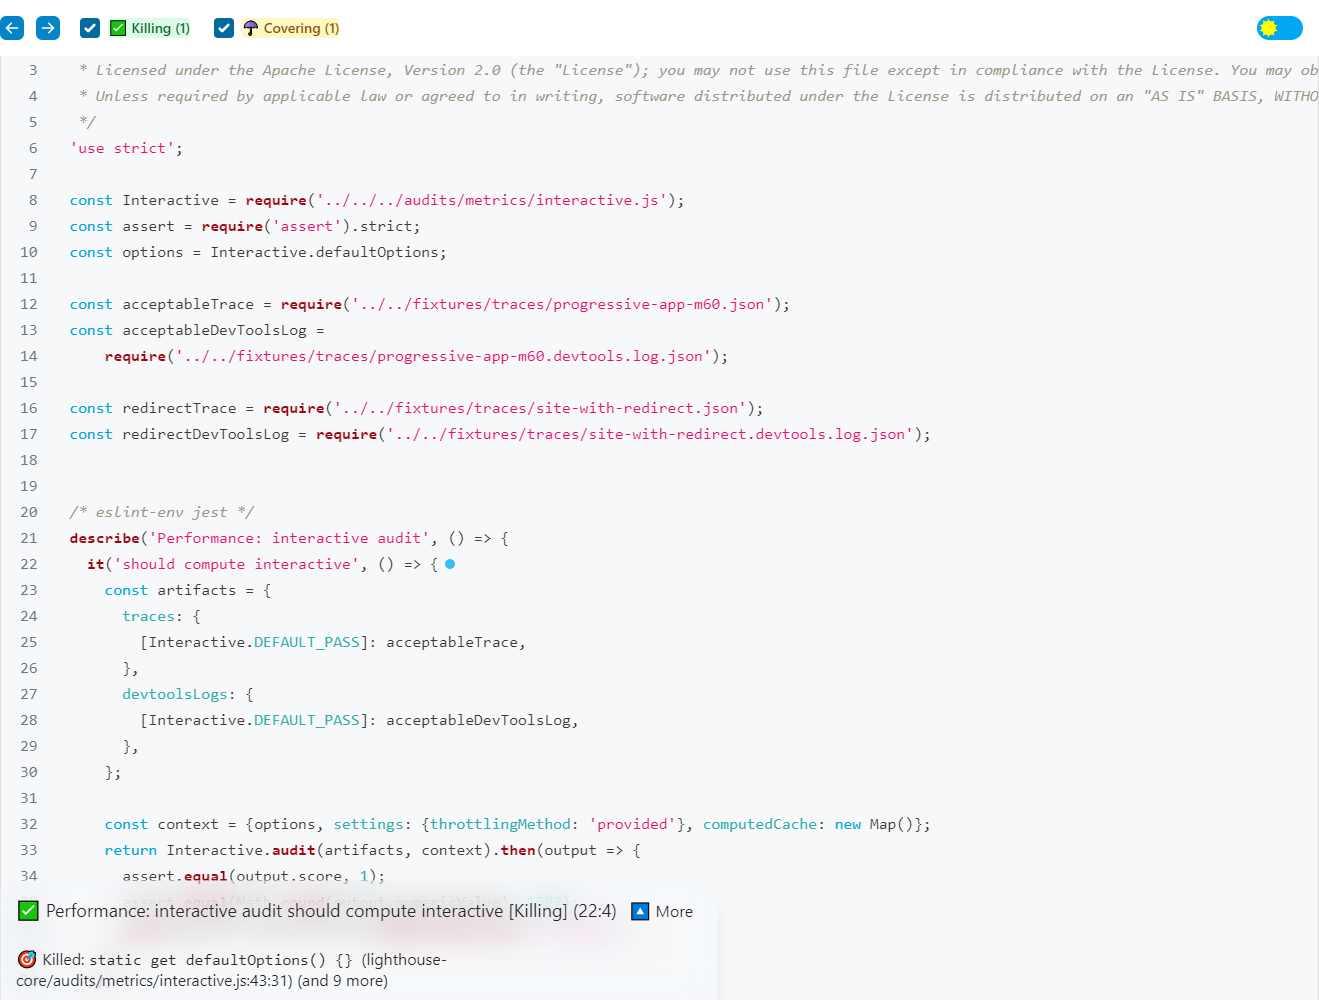 Killing (1) Covering (1)
3 * Licensed under the Apache License, Version 2.0 (the "License"); you may not use this file except in compliance with the License. You may ob
4 * Unless required by applicable law or agreed to in writing, software distributed under the License is distributed on an "AS IS" BASIS, WITHO
5 */
6 'use strict';
7
8 const Interactive = require('../../../audits/metrics/interactive.js');
9 const assert = require('assert').strict;
10 const options = Interactive.defaultOptions;
11
12 const acceptableTrace = require('../../fixtures/traces/progressive-app-m60.json');
13 const acceptableDevToolsLog =
14 require('../../fixtures/traces/progressive-app-m60.devtools.log.json');
15
16 const redirectTrace = require('../../fixtures/traces/site-with-redirect.json');
17 const redirectDevToolsLog = require('../../fixtures/traces/site-with-redirect.devtools.log.json');
18
19
20 /* eslint-env jest */
21 describe('Performance: interactive audit', () => {
22 it('should compute interactive', () => {
23 const artifacts = {
24 traces: {
25 [Interactive.DEFAULT_PASS]: acceptableTrace,
26 },
27 devtoolsLogs: {
28 [Interactive.DEFAULT_PASS]: acceptableDevToolsLog,
29 },
30 };
31
32 const context = {options, settings: {throttlingMethod: 'provided'}, computedCache: new Map()};
33 return Interactive.audit(artifacts, context).then(output => {
34 assert.equal(output.score, 1);
Performance: interactive audit should compute interactive [Killing] (22:4) More
Killed: static get defaultOptions() {} (lighthouse-
core/audits/metrics/interactive.js:43:31) (and 9 more)